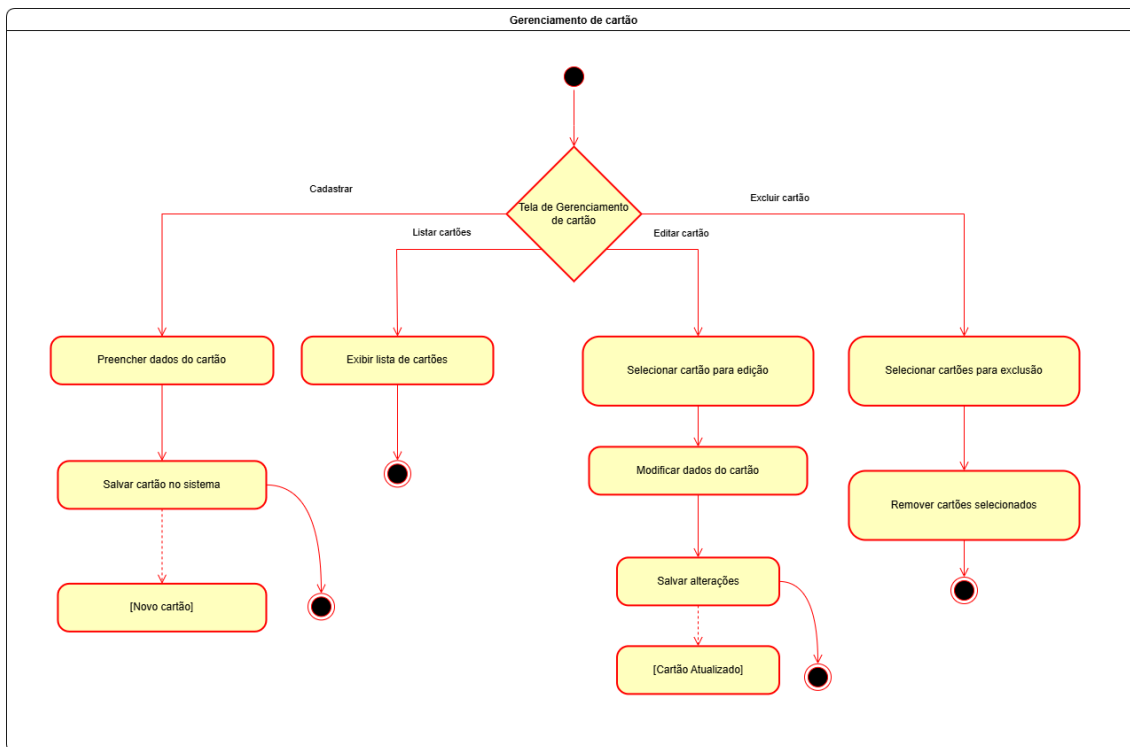 Gerenciamento de cartão
Cadastrar
Excluir cartão
Tela de Gerenciamento
de cartão
Listar cartões
Editar cartão
Preencher dados do cartão
Exibir lista de cartões
Selecionar cartão para edição
Selecionar cartões para exclusão
Modificar dados do cartão
Salvar cartão no sistema
Remover cartões selecionados
Salvar alterações
[Novo cartão]
[Cartão Atualizado]